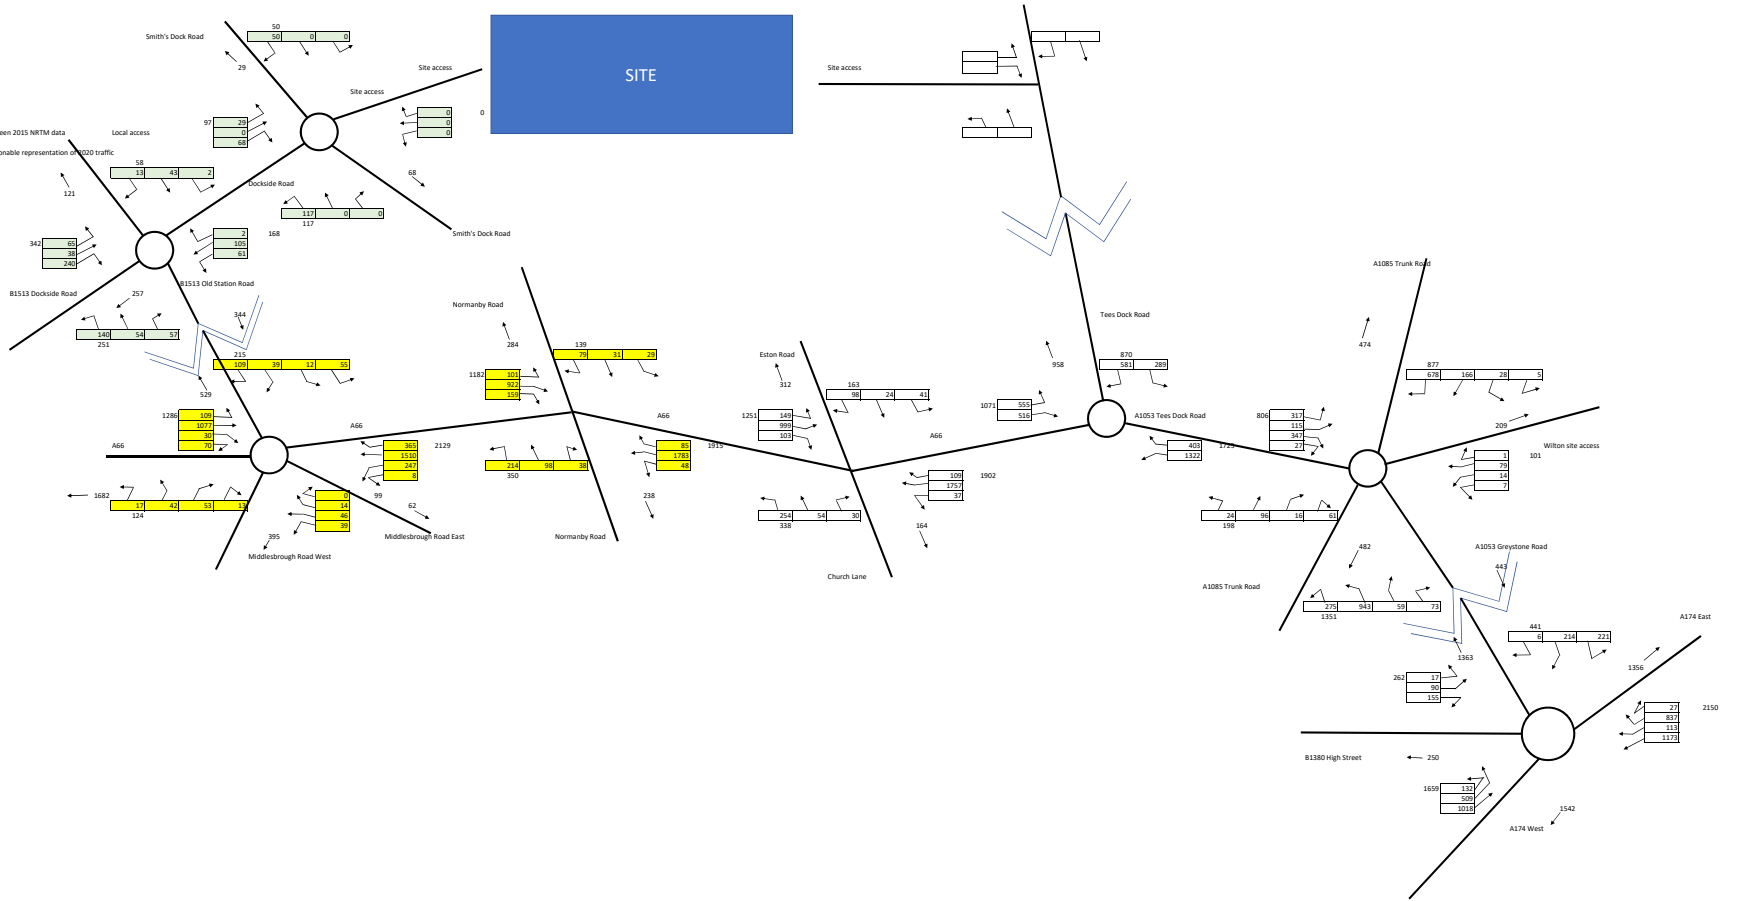 50
Smith's Dock Road
50 0 0
29
Site access
Site access
SITE
Site access
97 29
0
68
0
0
0
0
een 2015 NRTM data
Local access
onable representation of 2020 traffic
58
13 43 2
121
Dockside Road
68
117 0 0
117
Smith's Dock Road
342 65
38
240
2
105
61
168
B1513 Dockside Road
257
B1513 Old Station Road
344
140 54 57
251
215
109 39 12 55
529
1286 109
1077
30
70
A66
A66
365
1510
247
8
2129
1682
17 42 53 13
124
0
14
46
39
99
62
395
Middlesbrough Road West
Middlesbrough Road East
Normanby Road
284
139
79 31 29
1182 101
922
159
A66
214 98 38
350
85
1783
48
1915
238
Normanby Road
Eston Road
312
163
98 24 41
1251 149
999
103
A66
109
1757
37
1902
254 54 30
338
164
Church Lane
Tees Dock Road
958
870
581 289
1071 555
516
A1053 Tees Dock Road
403
1322
1725
A1085 Trunk Road
474
877
678 166 28 5
806 317
115
347
27
209
Wilton site access
1
79
14
7
101
24 96 16 61
198
482
A1085 Trunk Road
A1053 Greystone Road
443
275 943 59 73
1351
1363
441
6 214 221
A174 East
1356
262 17
90
155
27
837
113
1173
2150
B1380 High Street
250
1659 132
509
1018
1542
A174 West